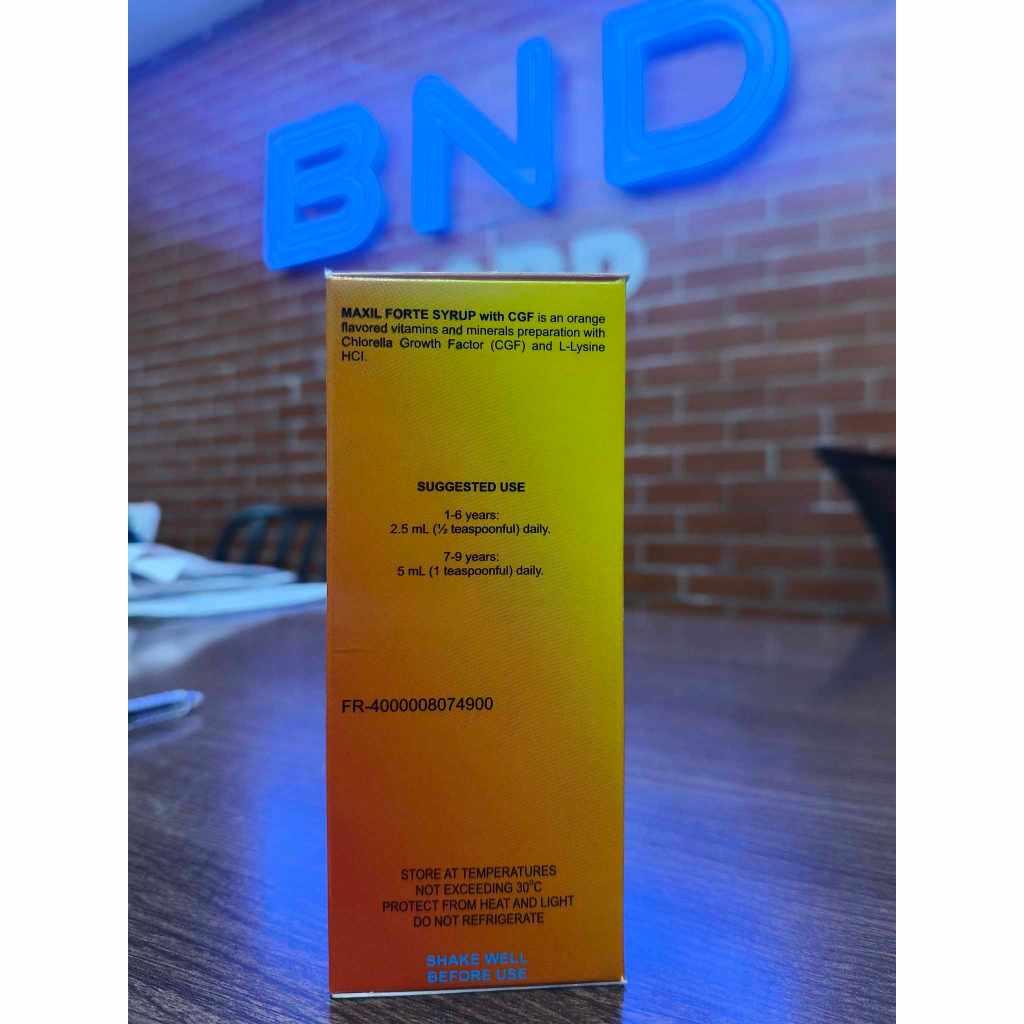 BND
MAXIL FORTE SYRUP with CGF is an orange
flavored vitamins and minerals preparation with
Chlorella Growth Factor (CGF) and L-Lysine
HCl.
SUGGESTED USE
1-6 years:
2.5 mL (½ teaspoonful) daily.
7-9 years:
5 mL (1 teaspoonful) daily.
FR-4000008074900
STORE AT TEMPERATURES
NOT EXCEEDING 30⁰C
PROTECT FROM HEAT AND LIGHT
DO NOT REFRIGERATE
SHAKE WELL
BEFORE USE